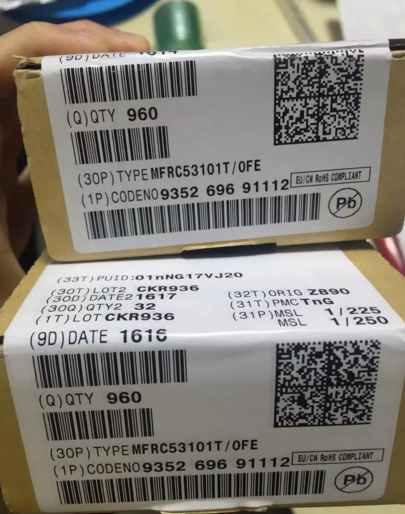 (9D)DATE
(Q)QTY 960
(30P)TYPE MFRC53101T/0FE
(1P)CODENO 9352 696 91112 EU/CN RoHS COMPLIANT
Pb
(33T)PUID:01nNG17VJ20
(30T)LOT2 CKR936 (32T)ORIG Z890
(30D)DATE2 1617 (31T)PMC TnG
(30Q)QTY2 32 (31P)MSL 1/225
(1T)LOT CKR936 MSL 1/250
(9D)DATE 1616
(Q)QTY 960
(30P)TYPE MFRC53101T/0FE
(1P)CODENO 9352 696 91112 EU/CN RoHS COMPLIANT
Pb